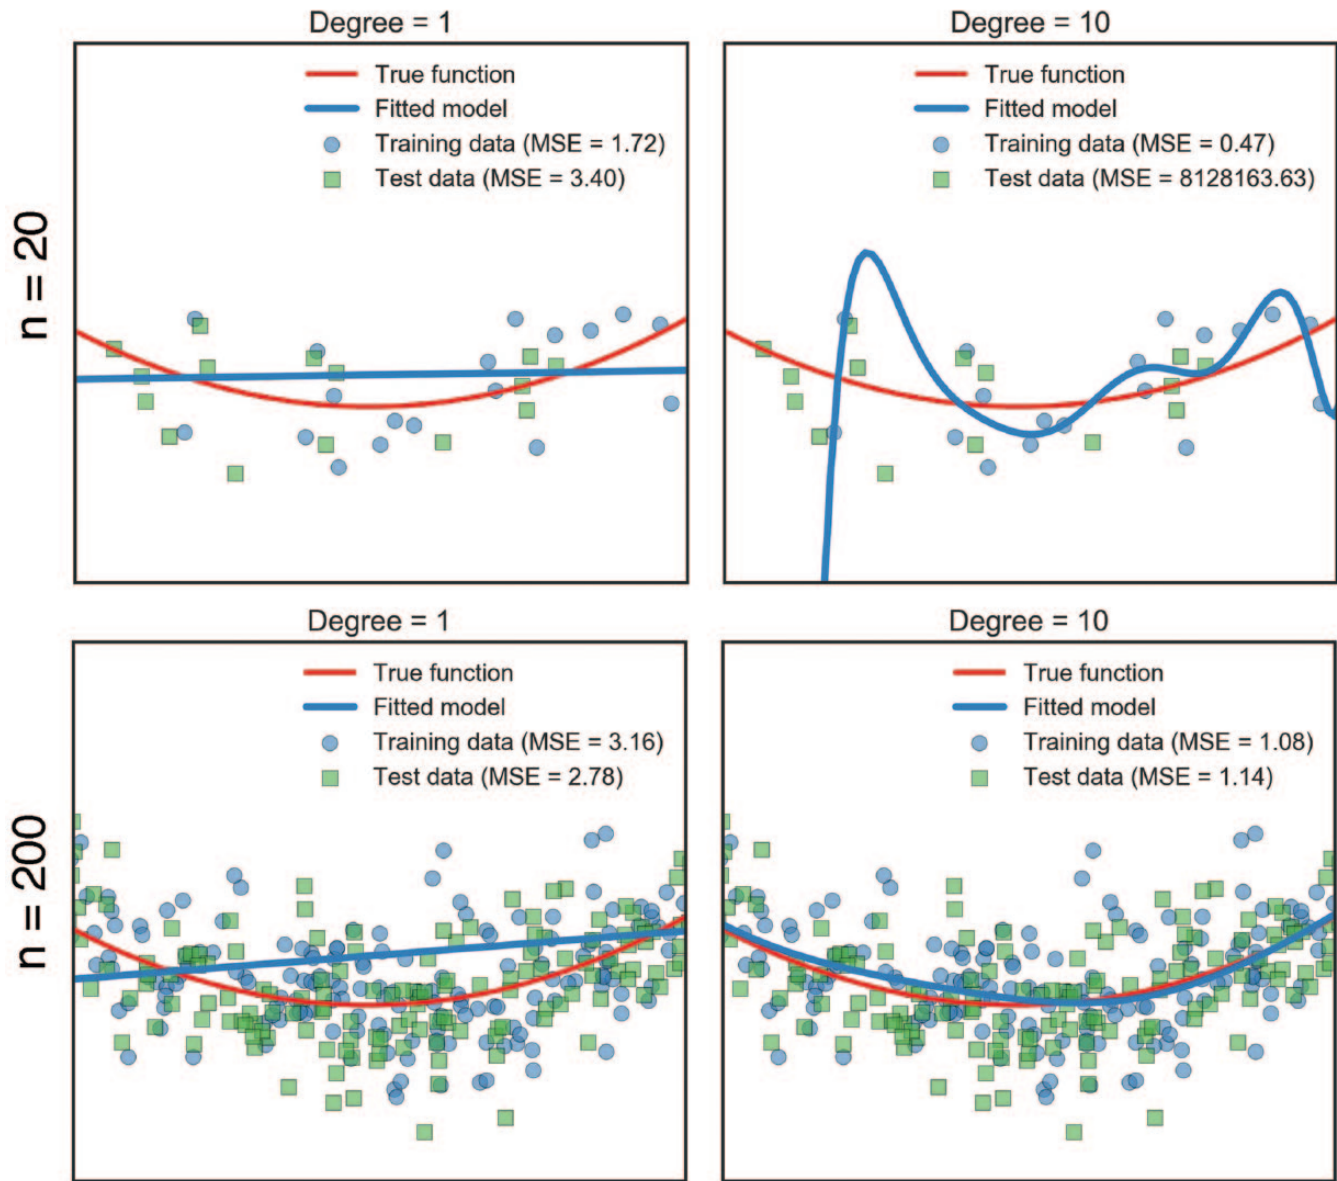 Degree = 1
Degree = 10
n = 20
True function
Fitted model
Training data (MSE = 1.72)
Test data (MSE = 3.40)
True function
Fitted model
Training data (MSE = 0.47)
Test data (MSE = 8128163.63)
Degree = 1
Degree = 10
n = 200
True function
Fitted model
Training data (MSE = 3.16)
Test data (MSE = 2.78)
True function
Fitted model
Training data (MSE = 1.08)
Test data (MSE = 1.14)